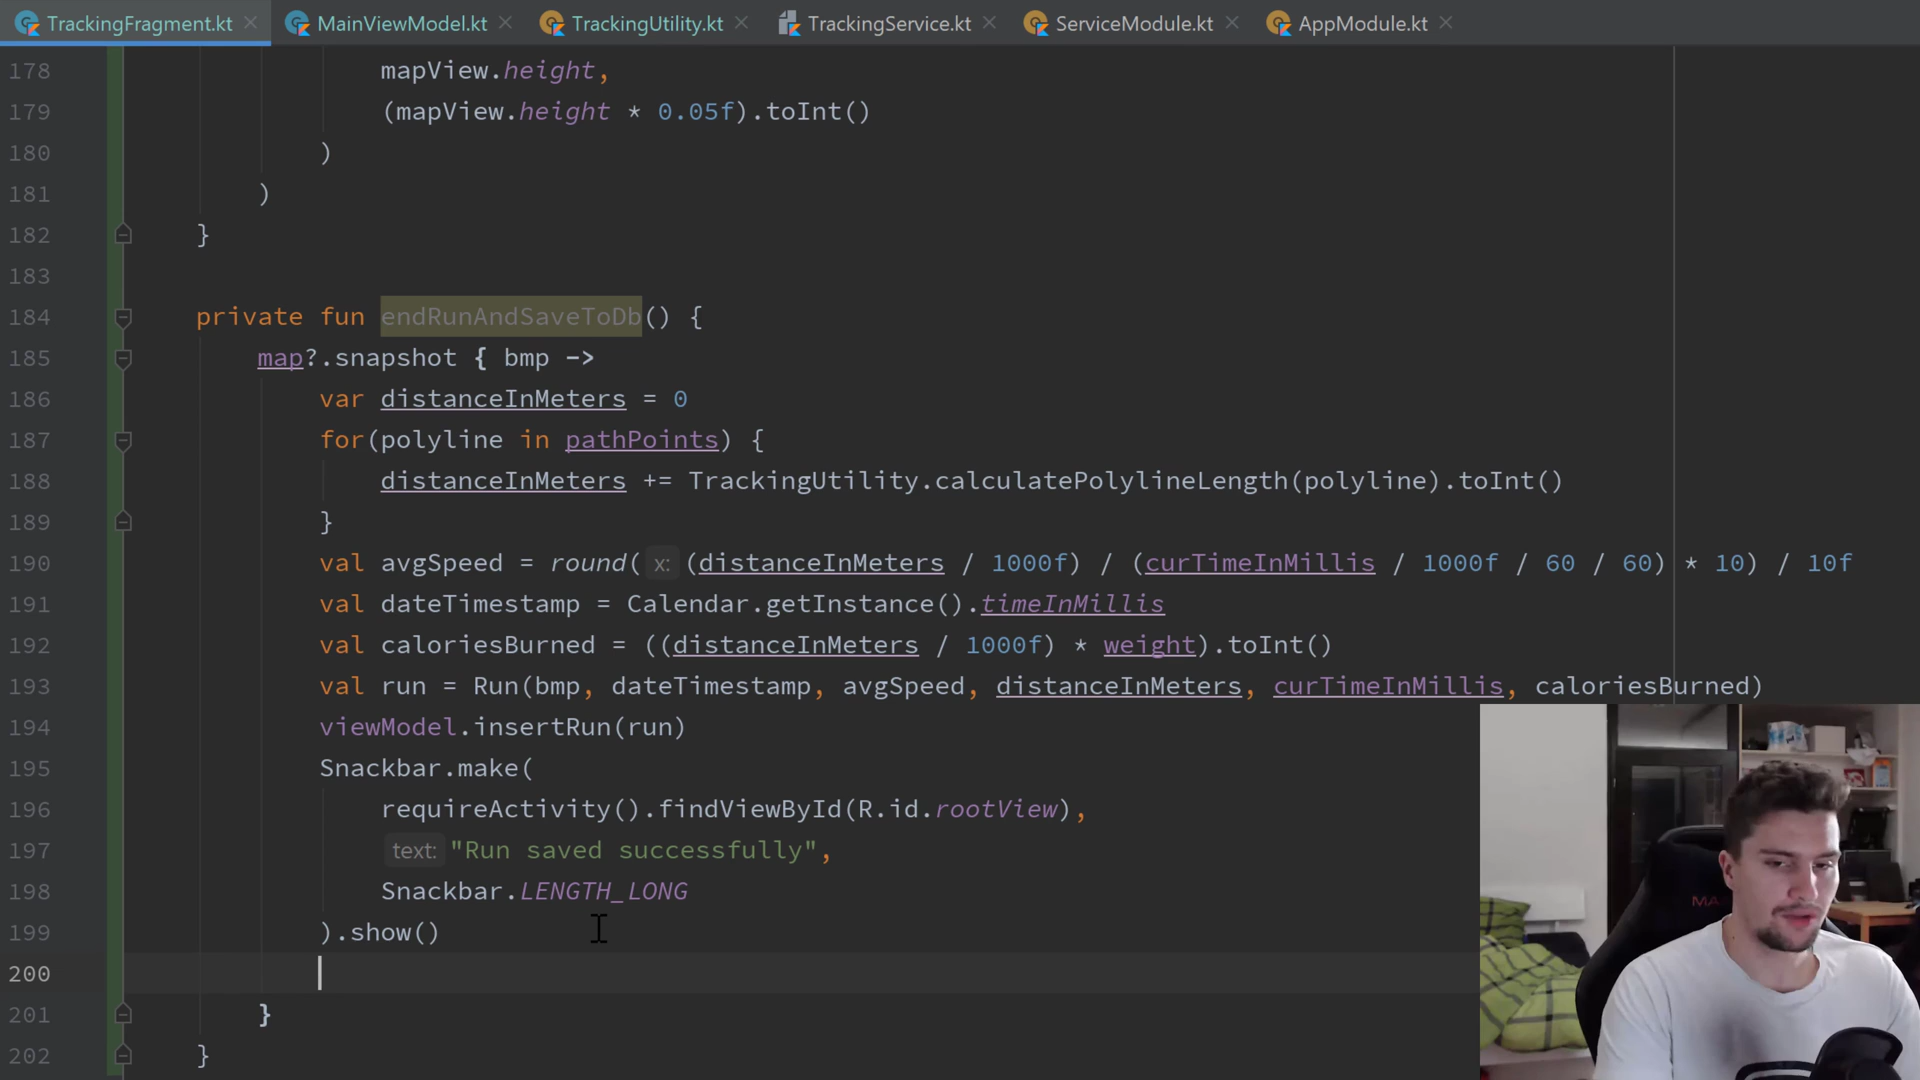 TrackingFragment.kt MainViewModel.kt TrackingUtility.kt TrackingService.kt ServiceModule.kt AppModule.kt
178 mapView.height,
179 (mapView.height * 0.05f).toInt()
180 )
181 )
182 }
183
184 private fun endRunAndSaveToDb() {
185 map?.snapshot { bmp ->
186 var distanceInMeters = 0
187 for(polyline in pathPoints) {
188 distanceInMeters += TrackingUtility.calculatePolylineLength(polyline).toInt()
189 }
190 val avgSpeed = round( x: (distanceInMeters / 1000f) / (curTimeInMillis / 1000f / 60 / 60) * 10) / 10f
191 val dateTimestamp = Calendar.getInstance().timeInMillis
192 val caloriesBurned = ((distanceInMeters / 1000f) * weight).toInt()
193 val run = Run(bmp, dateTimestamp, avgSpeed, distanceInMeters, curTimeInMillis, caloriesBurned)
194 viewModel.insertRun(run)
195 Snackbar.make(
196 requireActivity().findViewById(R.id.rootView),
197 text: "Run saved successfully",
198 Snackbar.LENGTH_LONG
199 ).show()
200
201 }
202 }
MA